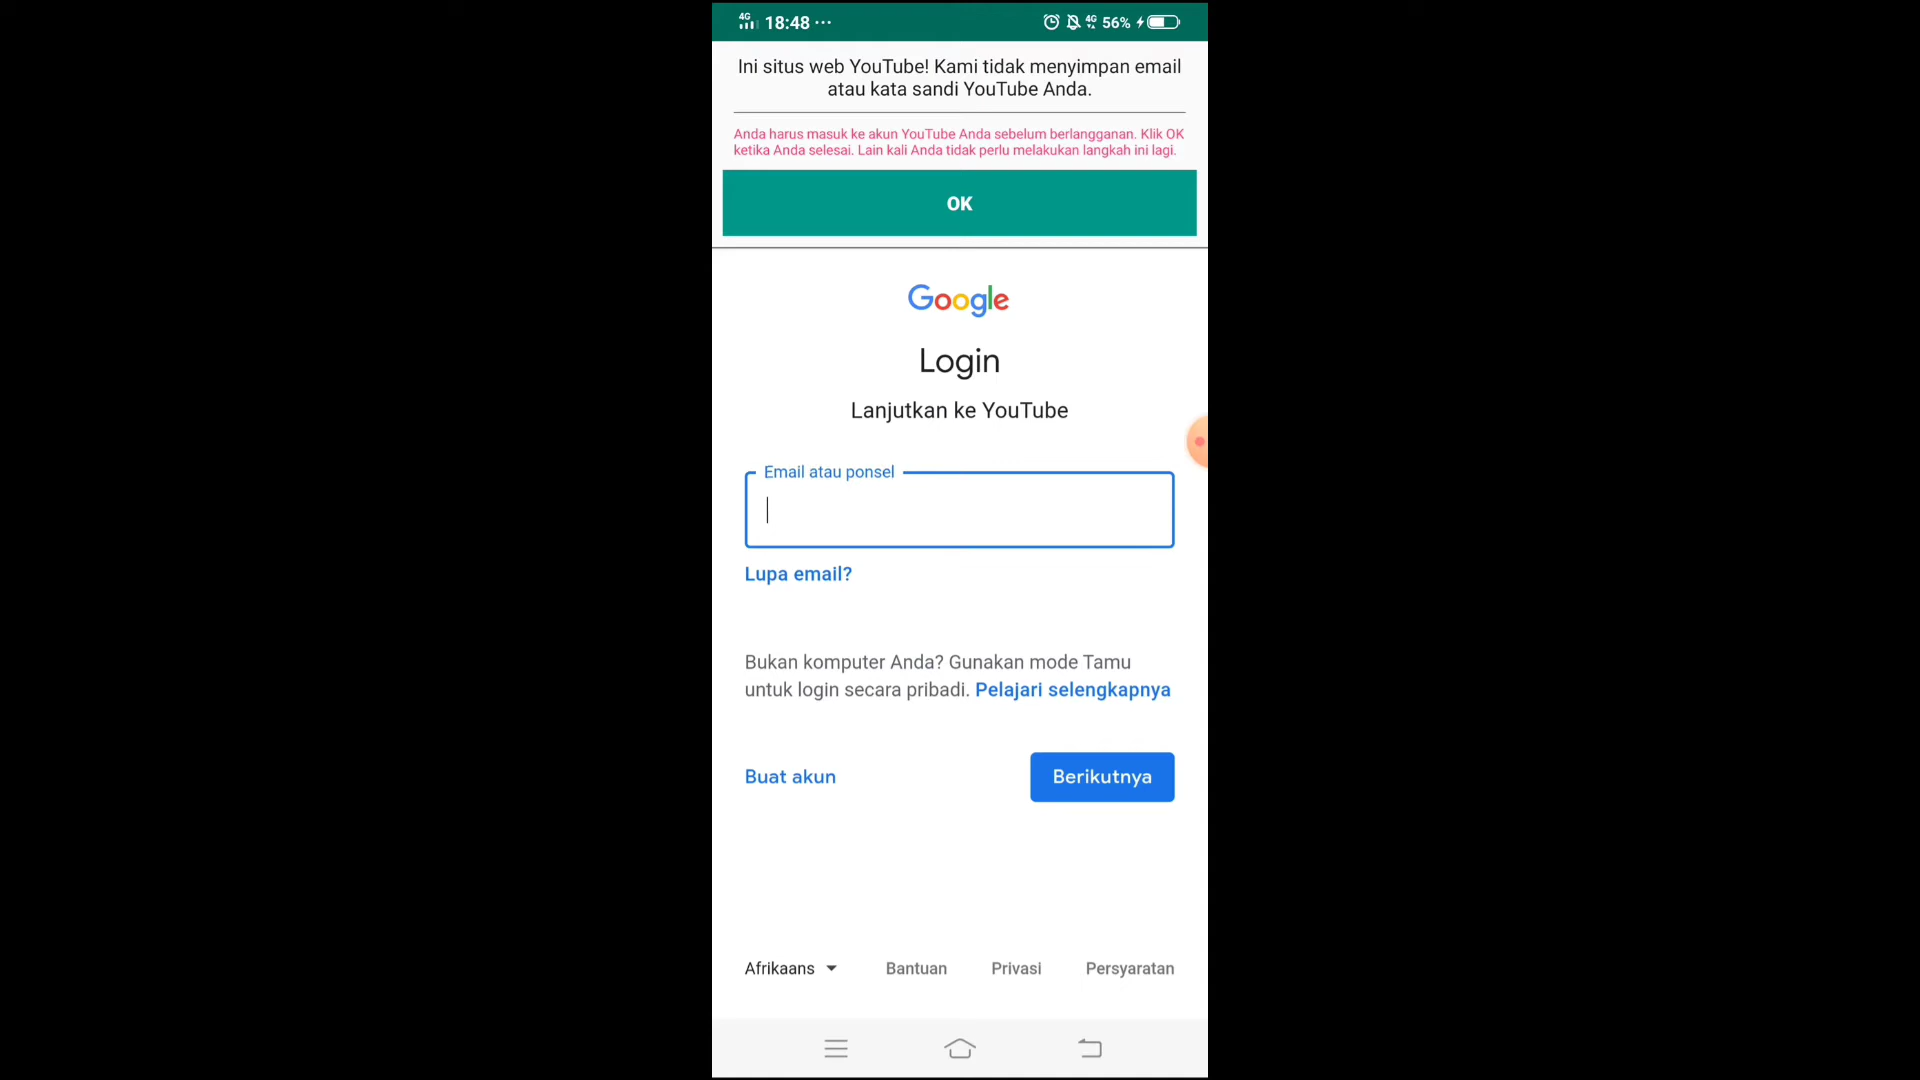 4G 18:48 ··· 4G 56%
Ini situs web YouTube! Kami tidak menyimpan email
atau kata sandi YouTube Anda.
Anda harus masuk ke akun YouTube Anda sebelum berlangganan. Klik OK
ketika Anda selesai. Lain kali Anda tidak perlu melakukan langkah ini lagi.
OK
Google
Login
Lanjutkan ke YouTube
Email atau ponsel
Lupa email?
Bukan komputer Anda? Gunakan mode Tamu
untuk login secara pribadi. Pelajari selengkapnya
Buat akun Berikutnya
Afrikaans Bantuan Privasi Persyaratan